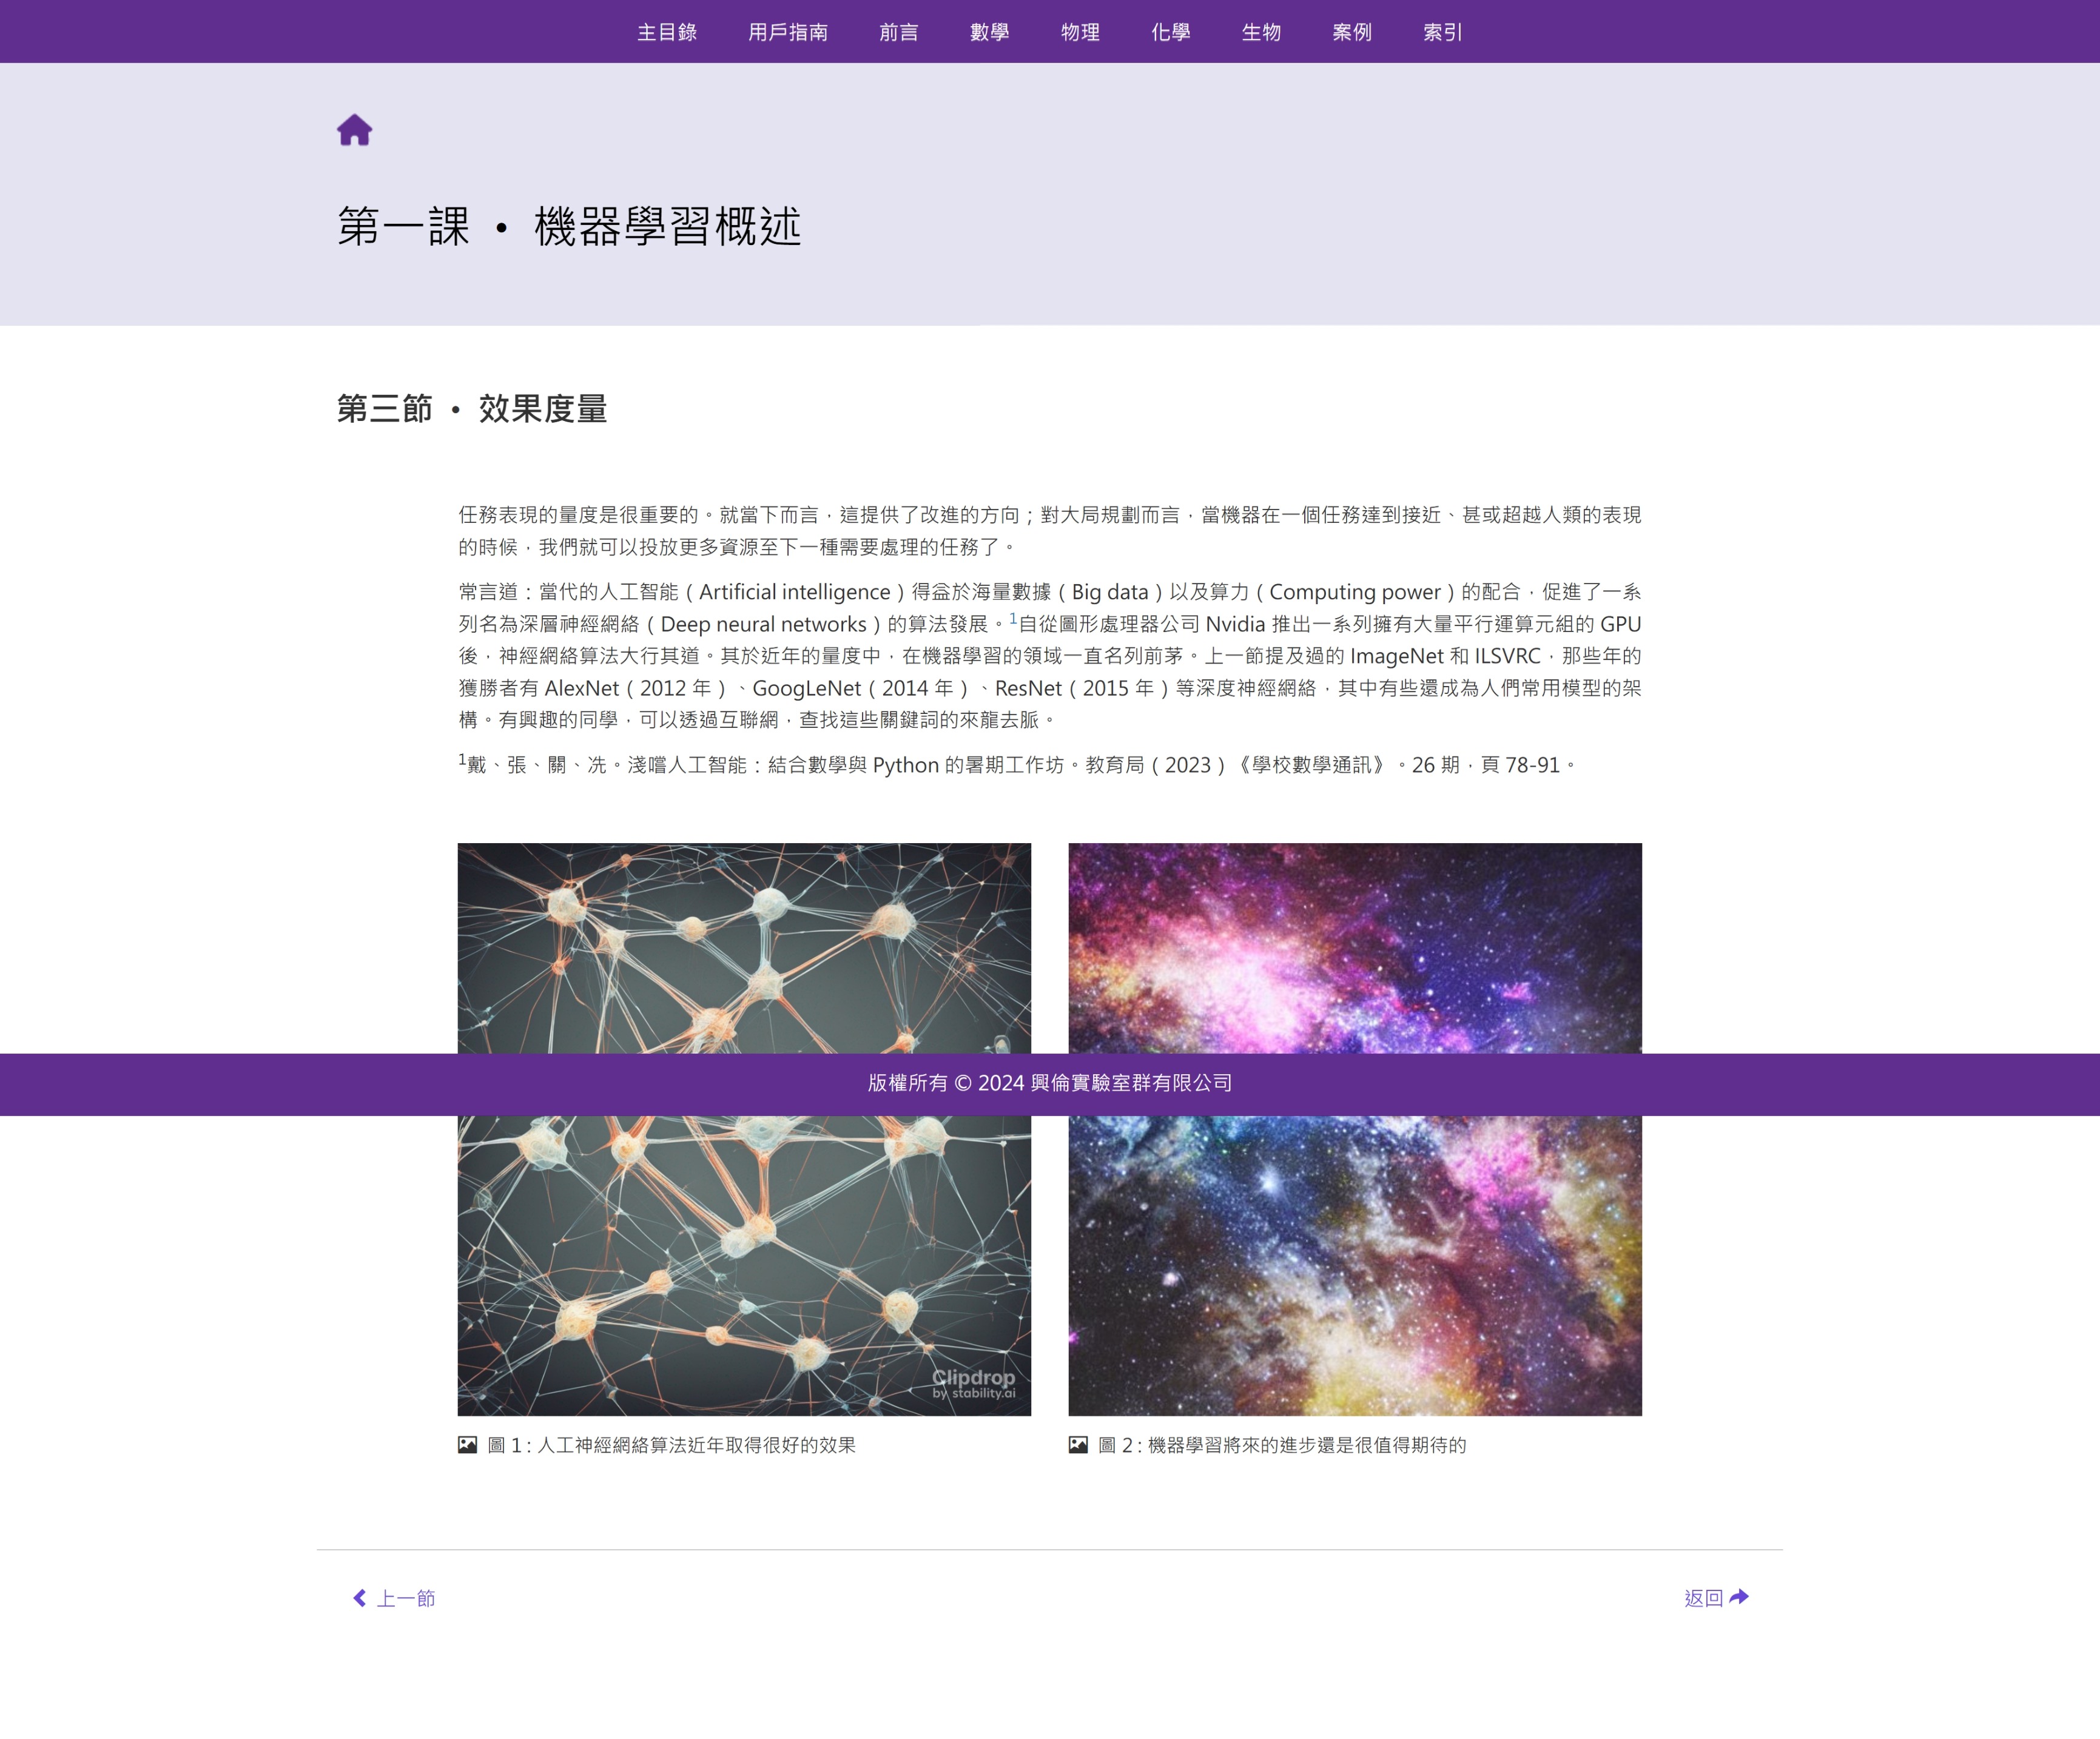 主目錄 用戶指南 前言 數學 物理 化學 生物 案例 索引
第一課 • 機器學習概述
第三節 • 效果度量
任務表現的量度是很重要的。就當下而言，這提供了改進的方向；對大局規劃而言，當機器在一個任務達到接近、甚或超越人類的表現
的時候，我們就可以投放更多資源至下一種需要處理的任務了。
常言道：當代的人工智能（Artificial intelligence）得益於海量數據（Big data）以及算力（Computing power）的配合，促進了一系
列名為深層神經網絡（Deep neural networks）的算法發展。1自從圖形處理器公司 Nvidia 推出一系列擁有大量平行運算元組的 GPU
後，神經網絡算法大行其道。其於近年的量度中，在機器學習的領域一直名列前茅。上一節提及過的 ImageNet 和 ILSVRC，那些年的
獲勝者有 AlexNet（2012 年）、GoogLeNet（2014 年）、ResNet（2015 年）等深度神經網絡，其中有些還成為人們常用模型的架
構。有興趣的同學，可以透過互聯網，查找這些關鍵詞的來龍去脈。
1戴、張、關、冼。淺嚐人工智能：結合數學與 Python 的暑期工作坊。教育局（2023）《學校數學通訊》。26 期，頁 78-91。
版權所有 © 2024 興倫實驗室群有限公司
Clipdrop
by stability.ai
圖 1 : 人工神經網絡算法近年取得很好的效果
圖 2 : 機器學習將來的進步還是很值得期待的
上一節
返回